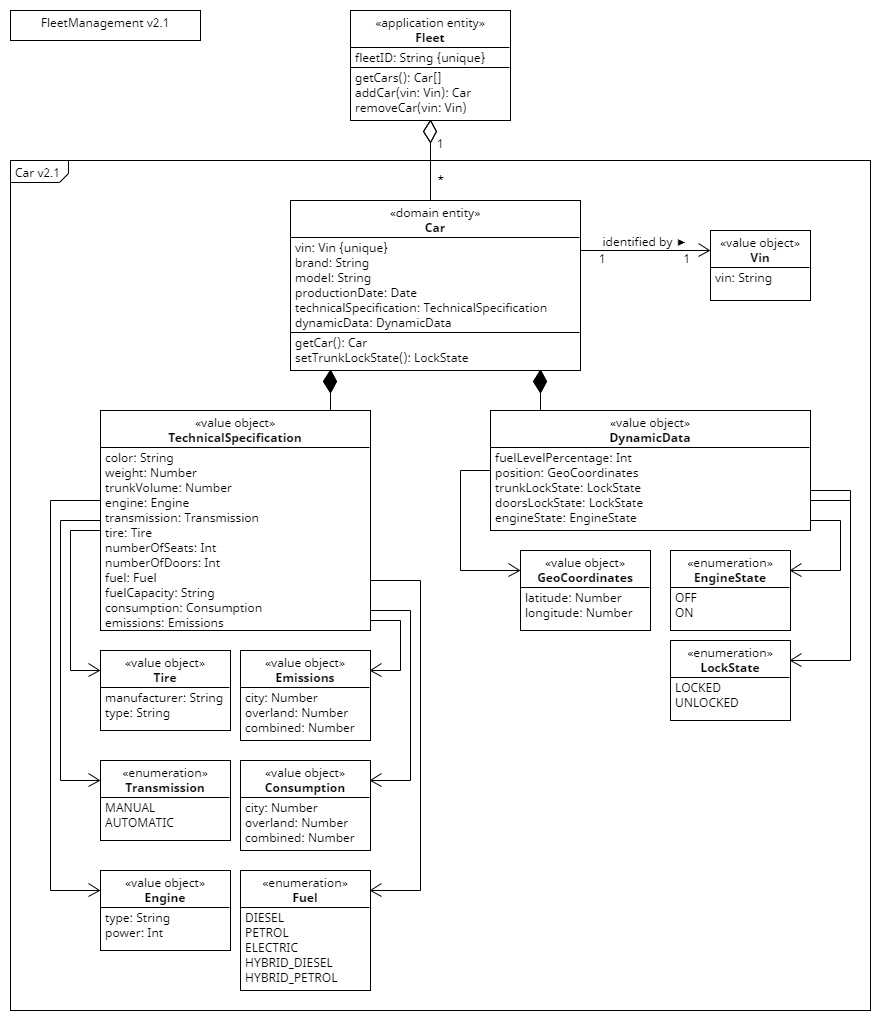 FleetManagement v2.1
«application entity»
Fleet
fleetID: String {unique}
getCars(): Car[]
addCar(vin: Vin): Car
removeCar(vin: Vin)
1
Car v2.1
*
«domain entity»
Car
vin: Vin {unique}
brand: String
model: String
productionDate: Date
technicalSpecification: TechnicalSpecification
dynamicData: DynamicData
getCar(): Car
setTrunkLockState(): LockState
identified by ►
1 1
«value object»
Vin
vin: String
«value object»
TechnicalSpecification
color: String
weight: Number
trunkVolume: Number
engine: Engine
transmission: Transmission
tire: Tire
numberOfSeats: Int
numberOfDoors: Int
fuel: Fuel
fuelCapacity: String
consumption: Consumption
emissions: Emissions
«value object»
DynamicData
fuelLevelPercentage: Int
position: GeoCoordinates
trunkLockState: LockState
doorsLockState: LockState
engineState: EngineState
«value object»
GeoCoordinates
latitude: Number
longitude: Number
«enumeration»
EngineState
OFF
ON
«enumeration»
LockState
LOCKED
UNLOCKED
«value object»
Tire
manufacturer: String
type: String
«value object»
Emissions
city: Number
overland: Number
combined: Number
«enumeration»
Transmission
MANUAL
AUTOMATIC
«value object»
Consumption
city: Number
overland: Number
combined: Number
«value object»
Engine
type: String
power: Int
«enumeration»
Fuel
DIESEL
PETROL
ELECTRIC
HYBRID_DIESEL
HYBRID_PETROL